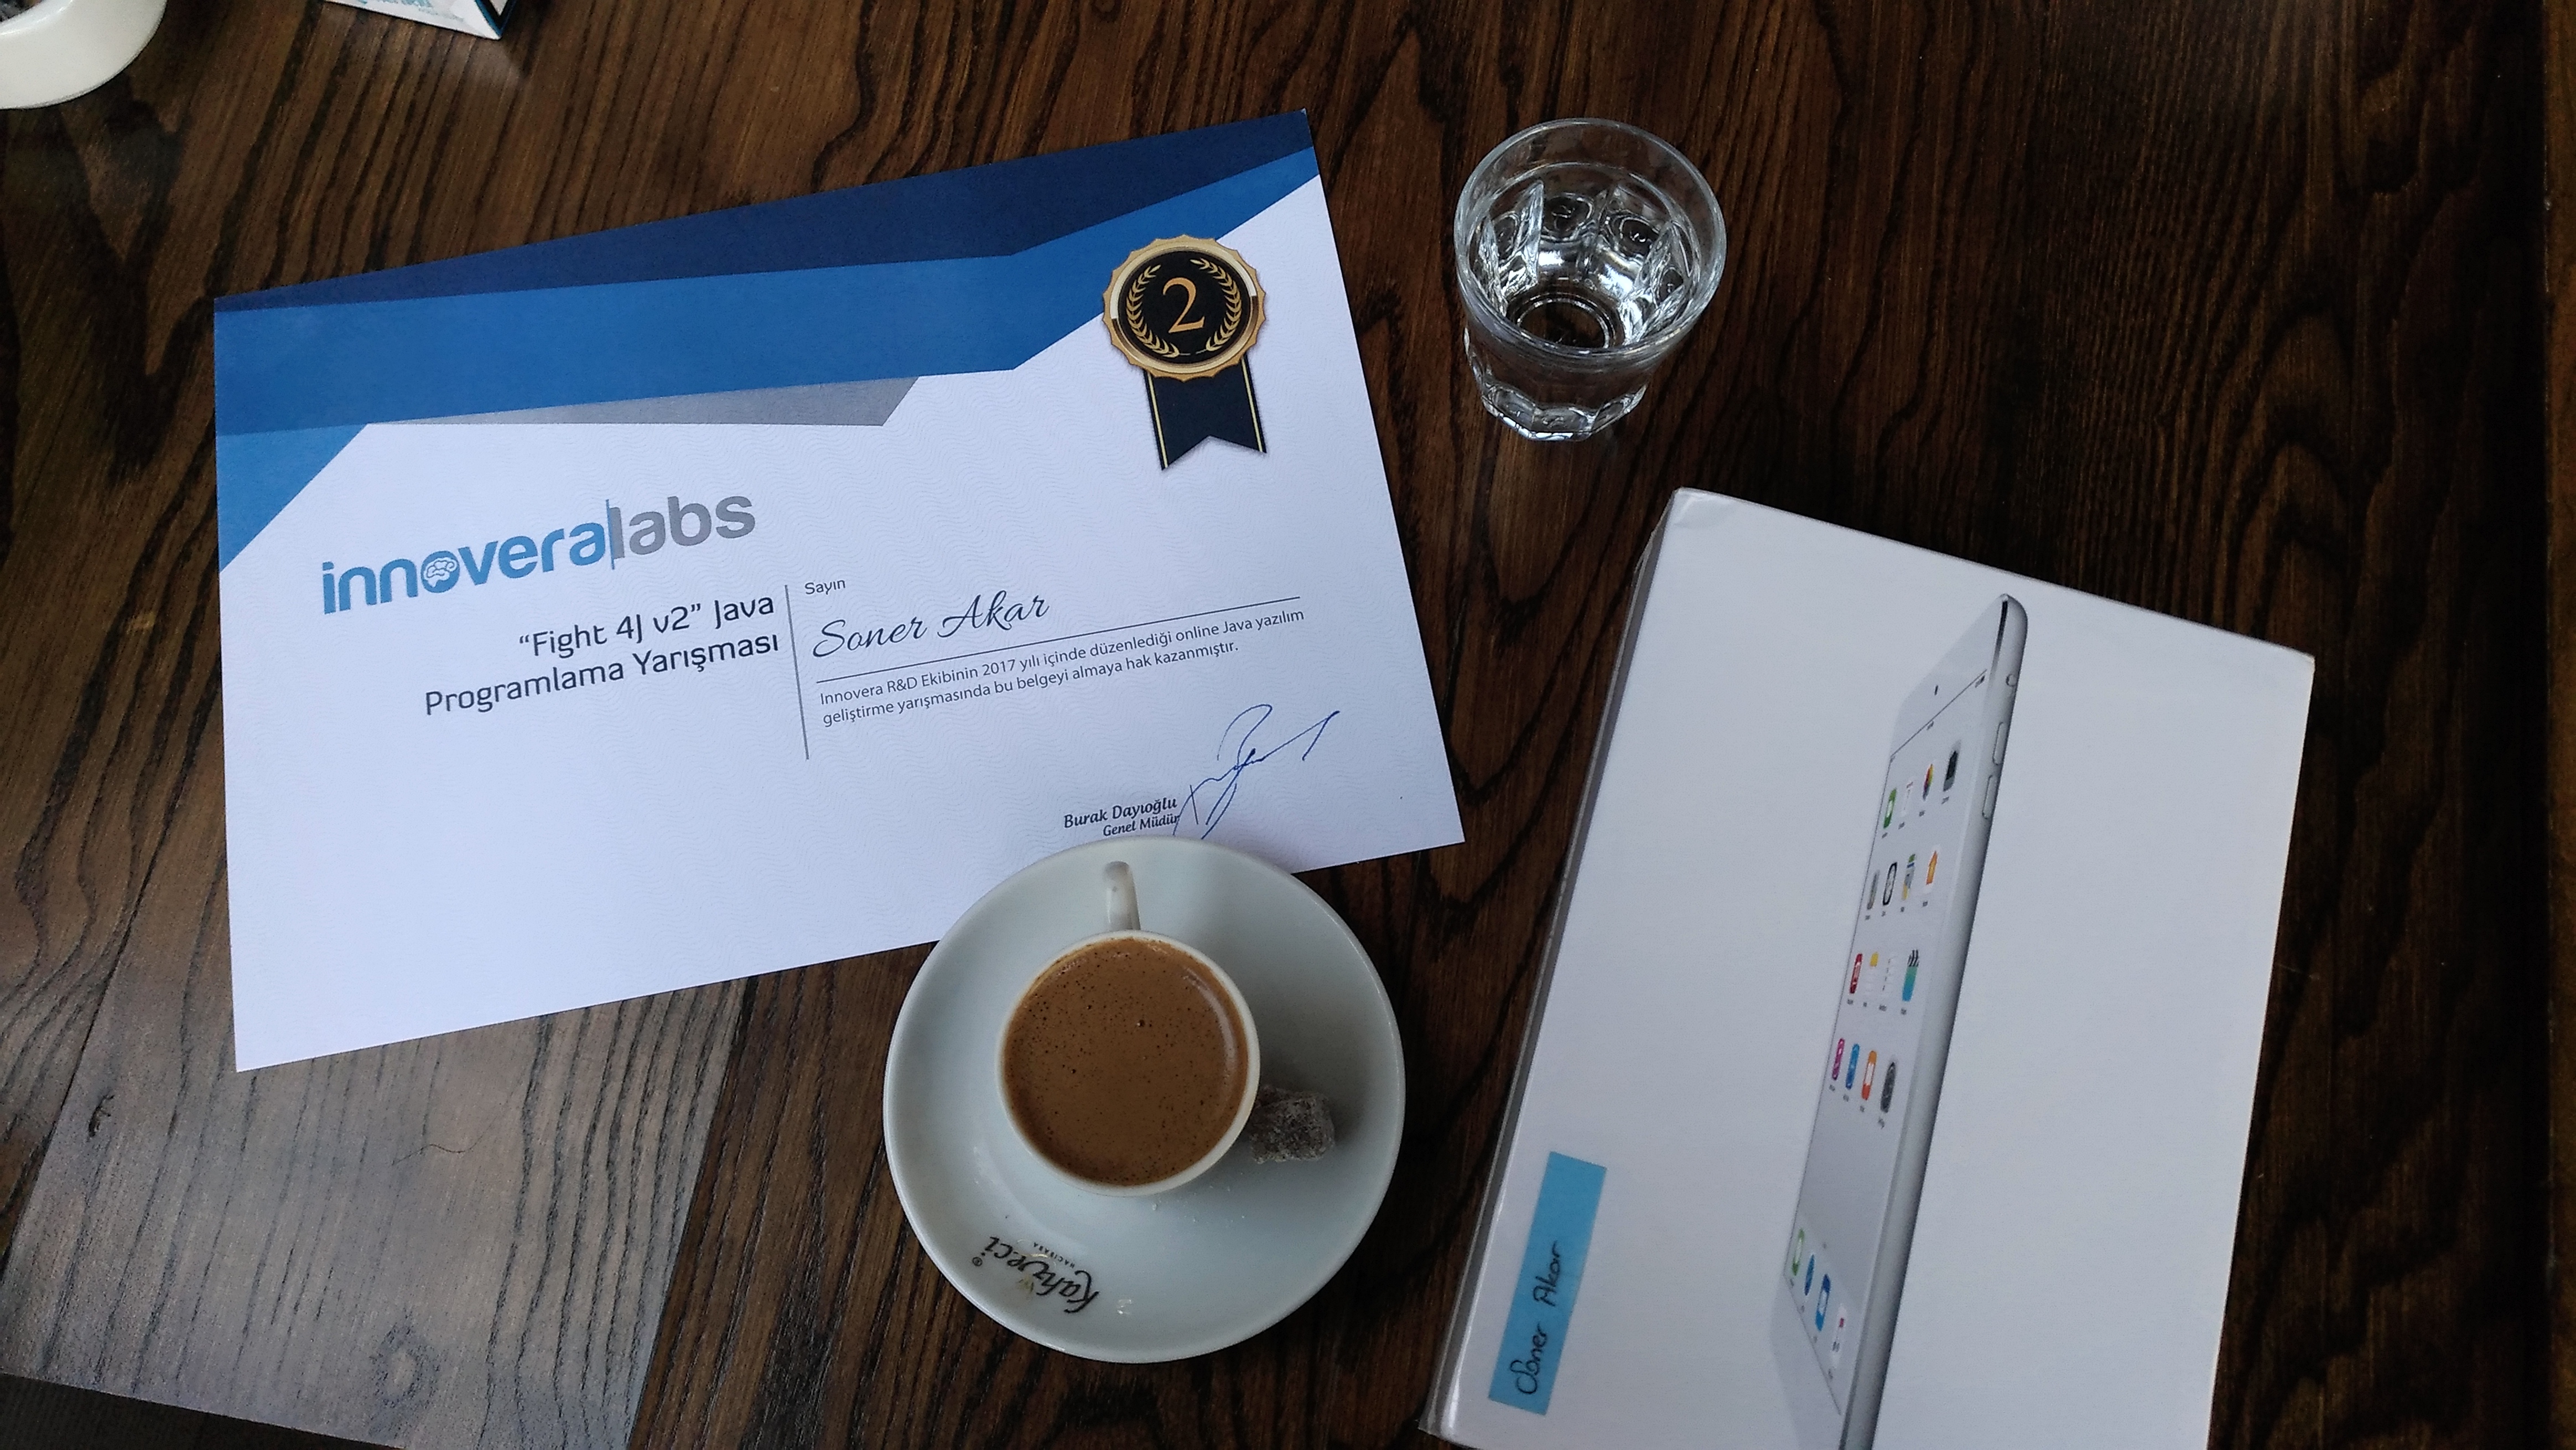 2
innoveralabs
“Fight 4J v2” Java
Programlama Yarışması
Sayın
Soner Akar
Innovera R&D Ekibinin 2017 yılı içinde düzenlediği online Java yazılım
geliştirme yarışmasında bu belgeyi almaya hak kazanmıştır.
Burak Dayıoğlu
Genel Müdür
Kahveci
HACIBABA
Soner Akar